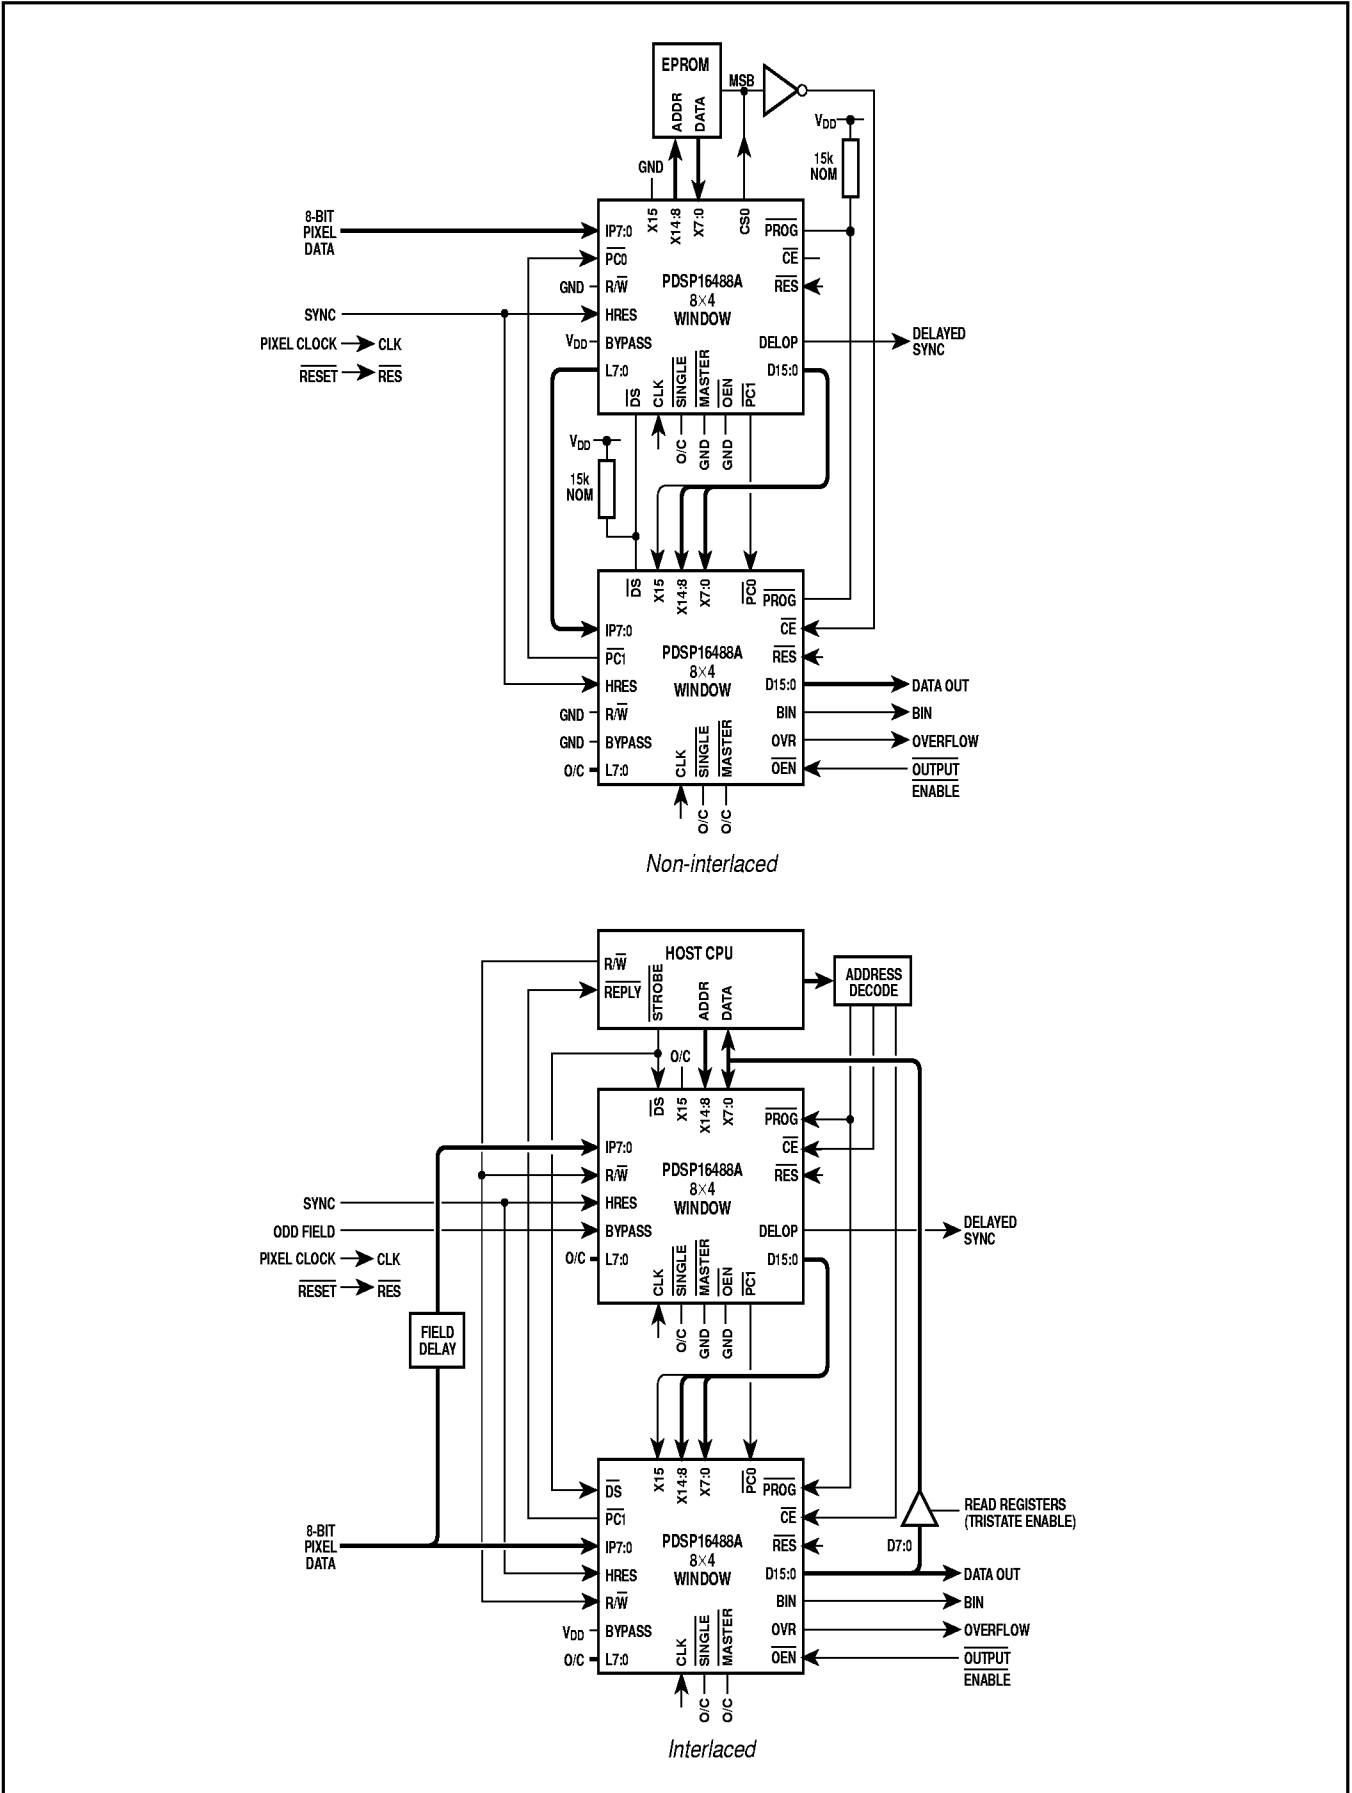 EPROM
ADDR
DATA
MSB
VDD
15k
NOM
GND
8-BIT
PIXEL
DATA
X15
X14:8
X7:0
CS0
IP7:0
PROG
PC0
CE
GND
R/W
PDSP16488A
8×4
WINDOW
RES
SYNC
HRES
PIXEL CLOCK
CLK
VDD
BYPASS
DELOP
DELAYED
SYNC
RESET
RES
L7:0
D15:0
DS
CLK
SINGLE
MASTER
OEN
PC1
O/C
GND
GND
VDD
15k
NOM
DS
X15
X14:8
X7:0
PC0
PROG
IP7:0
CE
PC1
PDSP16488A
8×4
WINDOW
RES
HRES
D15:0
DATA OUT
GND
R/W
BIN
BIN
GND
BYPASS
OVR
OVERFLOW
O/C
L7:0
CLK
SINGLE
MASTER
OEN
OUTPUT
ENABLE
O/C
O/C
Non-interlaced
HOST CPU
R/W
REPLY
STROBE
ADDR
DATA
ADDRESS
DECODE
O/C
DS
X15
X14:8
X7:0
PROG
IP7:0
CE
R/W
PDSP16488A
8×4
WINDOW
RES
SYNC
HRES
ODD FIELD
BYPASS
DELOP
DELAYED
SYNC
PIXEL CLOCK
CLK
O/C
L7:0
D15:0
RESET
RES
CLK
SINGLE
MASTER
OEN
PC1
O/C
GND
GND
FIELD
DELAY
X15
X14:8
X7:0
PC0
PROG
DS
PC1
CE
READ REGISTERS
(TRISTATE ENABLE)
8-BIT
PIXEL
DATA
IP7:0
PDSP16488A
8×4
WINDOW
RES
D7:0
HRES
D15:0
DATA OUT
R/W
BIN
BIN
VDD
BYPASS
OVR
OVERFLOW
O/C
L7:0
CLK
SINGLE
MASTER
OEN
OUTPUT
ENABLE
O/C
O/C
Interlaced